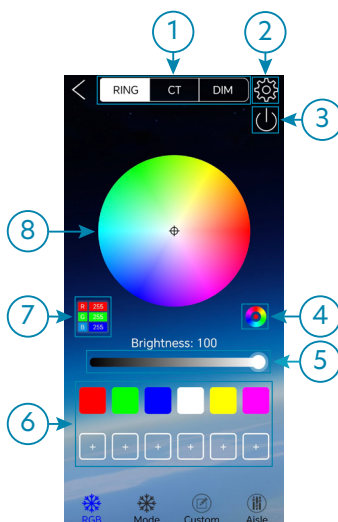 1 2
RING CT DIM
3
8
7 4
R 255
G 255
B 255
Brightness: 100
5
6
+ + + + + +
RGB Mode Custom Aisle